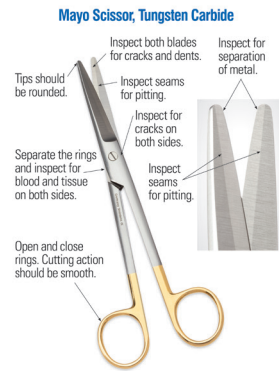 Mayo Scissor, Tungsten Carbide
Inspect both blades
for cracks and dents.
Inspect for
separation
of metal.
Tips should
be rounded.
Inspect seams
for pitting.
Inspect for
cracks on
both sides.
Separate the rings
and inspect for
blood and tissue
on both sides.
Inspect
seams
for pitting.
Open and close
rings. Cutting action
should be smooth.